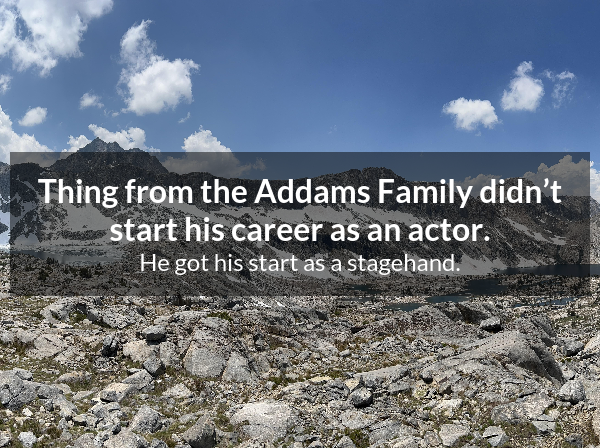 Thing from the Addams Family didn’t
start his career as an actor.
He got his start as a stagehand.